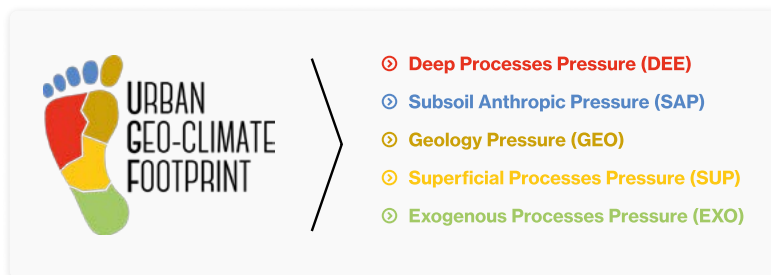 URBAN
GEO-CLIMATE
FOOTPRINT
Deep Processes Pressure (DEE)
Subsoil Anthropic Pressure (SAP)
Geology Pressure (GEO)
Superficial Processes Pressure (SUP)
Exogenous Processes Pressure (EXO)